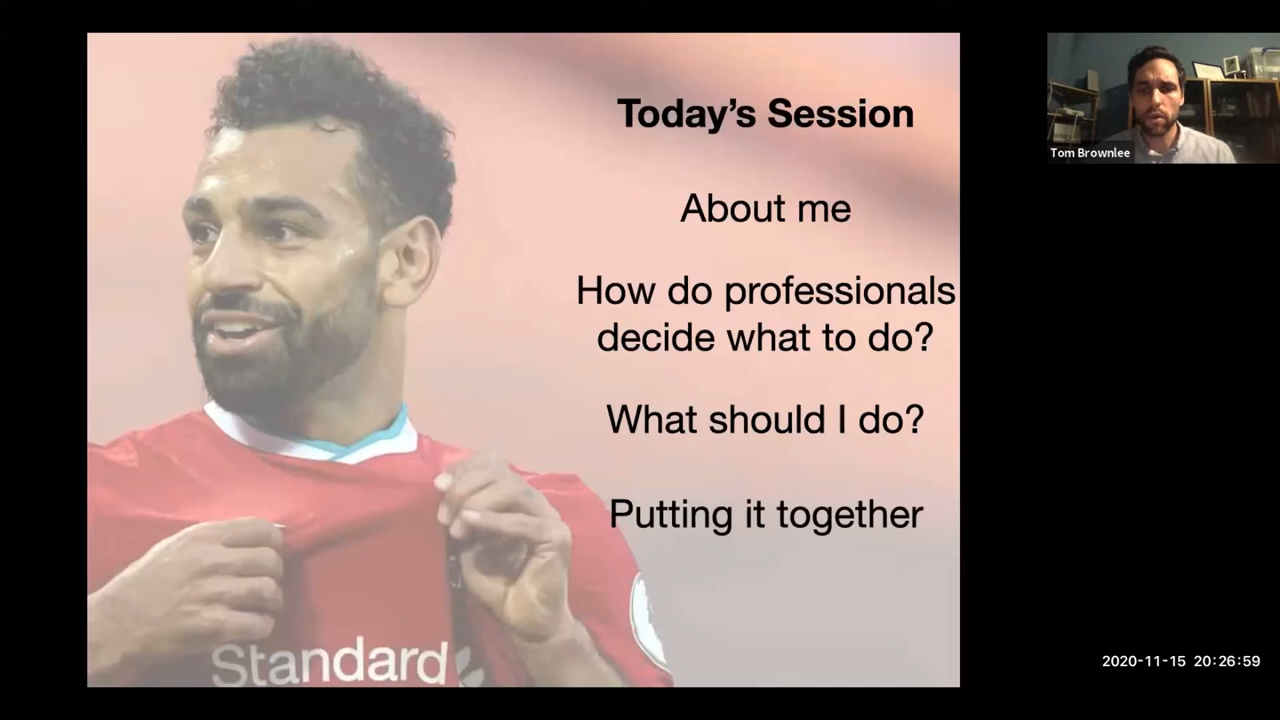 Today's Session
About me
How do professionals
decide what to do?
What should I do?
Putting it together
Standard
Tom Brownlee
2020-11-15 20:26:59